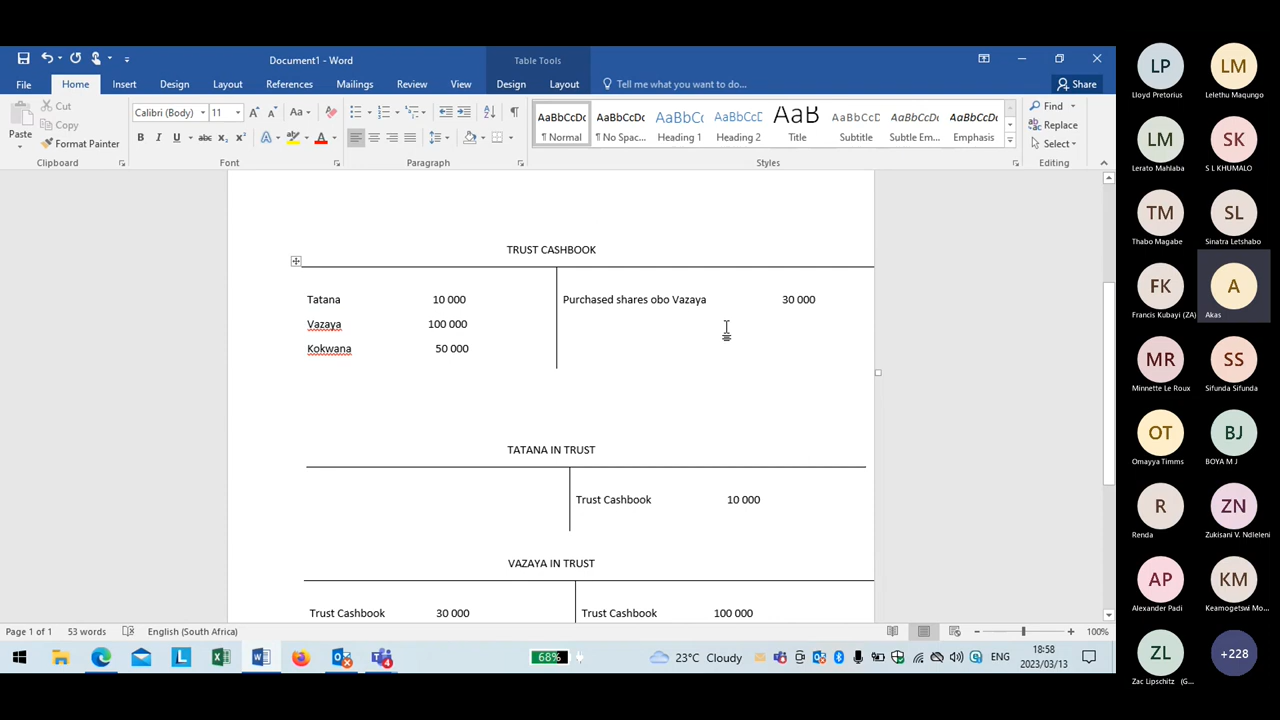 Document1 - Word
Table Tools
File
Home
Insert
Design
Layout
References
Mailings
Review
View
Design
Layout
Tell me what you want to do...
Share
Paste
Cut
Copy
Format Painter
Clipboard
Calibri (Body)
11
Font
Paragraph
AaBbCcDc
¶ Normal
AaBbCcDc
¶ No Spac...
AaBbCc
Heading 1
AaBbCcD
Heading 2
AaB
Title
AaBbCcD
Subtitle
AaBbCcD
Subtle Em...
AaBbCcDc
Emphasis
Styles
Find
Replace
Select
Editing
TRUST CASHBOOK
Tatana 10 000 Purchased shares obo Vazaya 30 000
Vazaya 100 000
Kokwana 50 000
TATANA IN TRUST
Trust Cashbook 10 000
VAZAYA IN TRUST
Trust Cashbook 30 000 Trust Cashbook 100 000
Page 1 of 1 53 words English (South Africa)
100%
68%
23°C Cloudy
ENG
18:58
2023/03/13
LP
Lloyd Pretorius
LM
Lelethu Maqungo
LM
Lerato Mahlaba
SK
S L KHUMALO
TM
Thabo Magabe
SL
Sinatra Letshabo
FK
Francis Kubayi (ZA)
A
Akas
MR
Minnette Le Roux
SS
Sifunda Sifunda
OT
Omayya Timms
BJ
BOYA M J
R
Renda
ZN
Zukisani V. Ndleleni
AP
Alexander Padi
KM
Keamogetswi Mo...
ZL
Zac Lipschitz (G...
+228